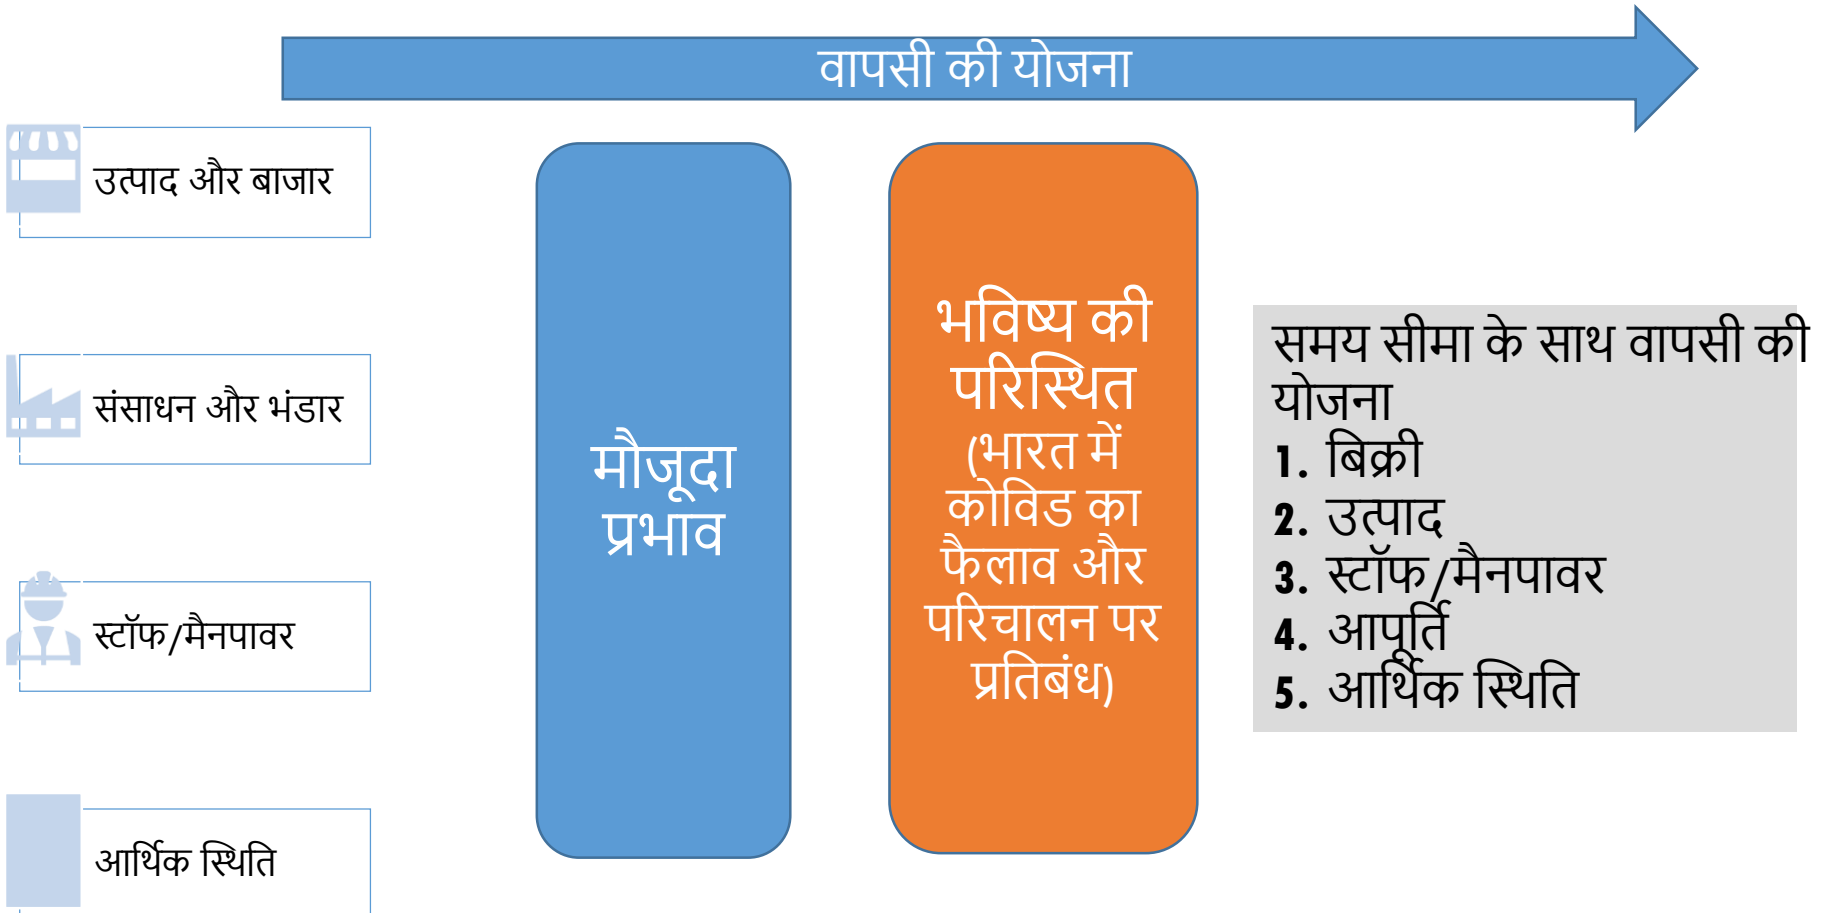 वापसी की योजना
उत्पाद और बाजार
संसाधन और भंडार
स्टॉफ/मैनपावर
आर्थिक स्थिति
मौजूदा
प्रभाव
भविष्य की
परिस्थित
(भारत में
कोविड का
फैलाव और
परिचालन पर
प्रतिबंध)
समय सीमा के साथ वापसी की
योजना
1. बिक्री
2. उत्पाद
3. स्टॉफ/मैनपावर
4. आपूर्ति
5. आर्थिक स्थिति